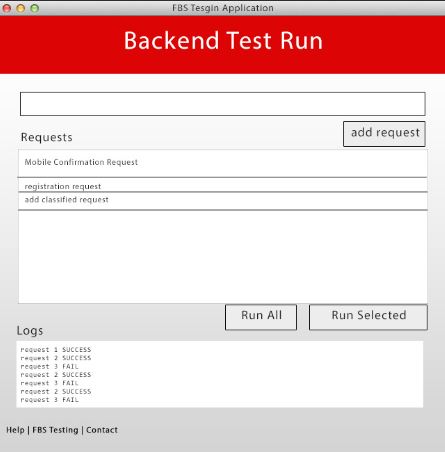 FBS Tesgin Application
Backend Test Run
add request
Requests
Mobile Confirmation Request
registration request
add classified request
Run All
Run Selected
Logs
request 1 SUCCESS
request 2 SUCCESS
request 3 FAIL
request 2 SUCCESS
request 3 FAIL
request 2 SUCCESS
request 3 FAIL
Help | FBS Testing | Contact